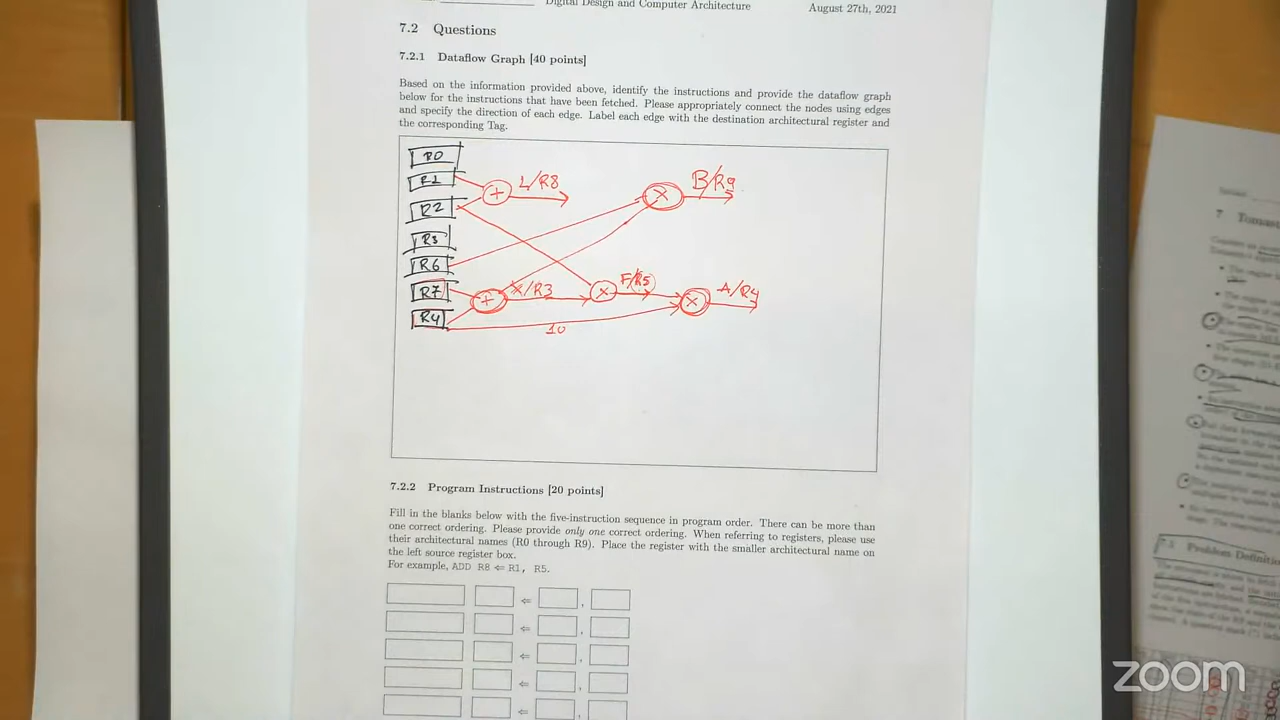 Digital Design and Computer Architecture August 27th, 2021
7.2 Questions
7.2.1 Dataflow Graph [40 points]
Based on the information provided above, identify the instructions and provide the dataflow graph
below for the instructions that have been fetched. Please appropriately connect the nodes using edges
and specify the direction of each edge. Label each edge with the destination architectural register and
the corresponding Tag.
R0
R1
R2
R3
R6
R7
R4
+
L/R8
×
B/R9
+
X/R3
×
F/R5
×
A/R4
10
7.2.2 Program Instructions [20 points]
Fill in the blanks below with the five-instruction sequence in program order. There can be more than
one correct ordering. Please provide only one correct ordering. When referring to registers, please use
their architectural names (R0 through R9). Place the register with the smaller architectural name on
the left source register box.
For example, ADD R8 ⇐ R1, R5.
⇐ ,
⇐ ,
⇐ ,
⇐ ,
⇐ ,
7
zoom